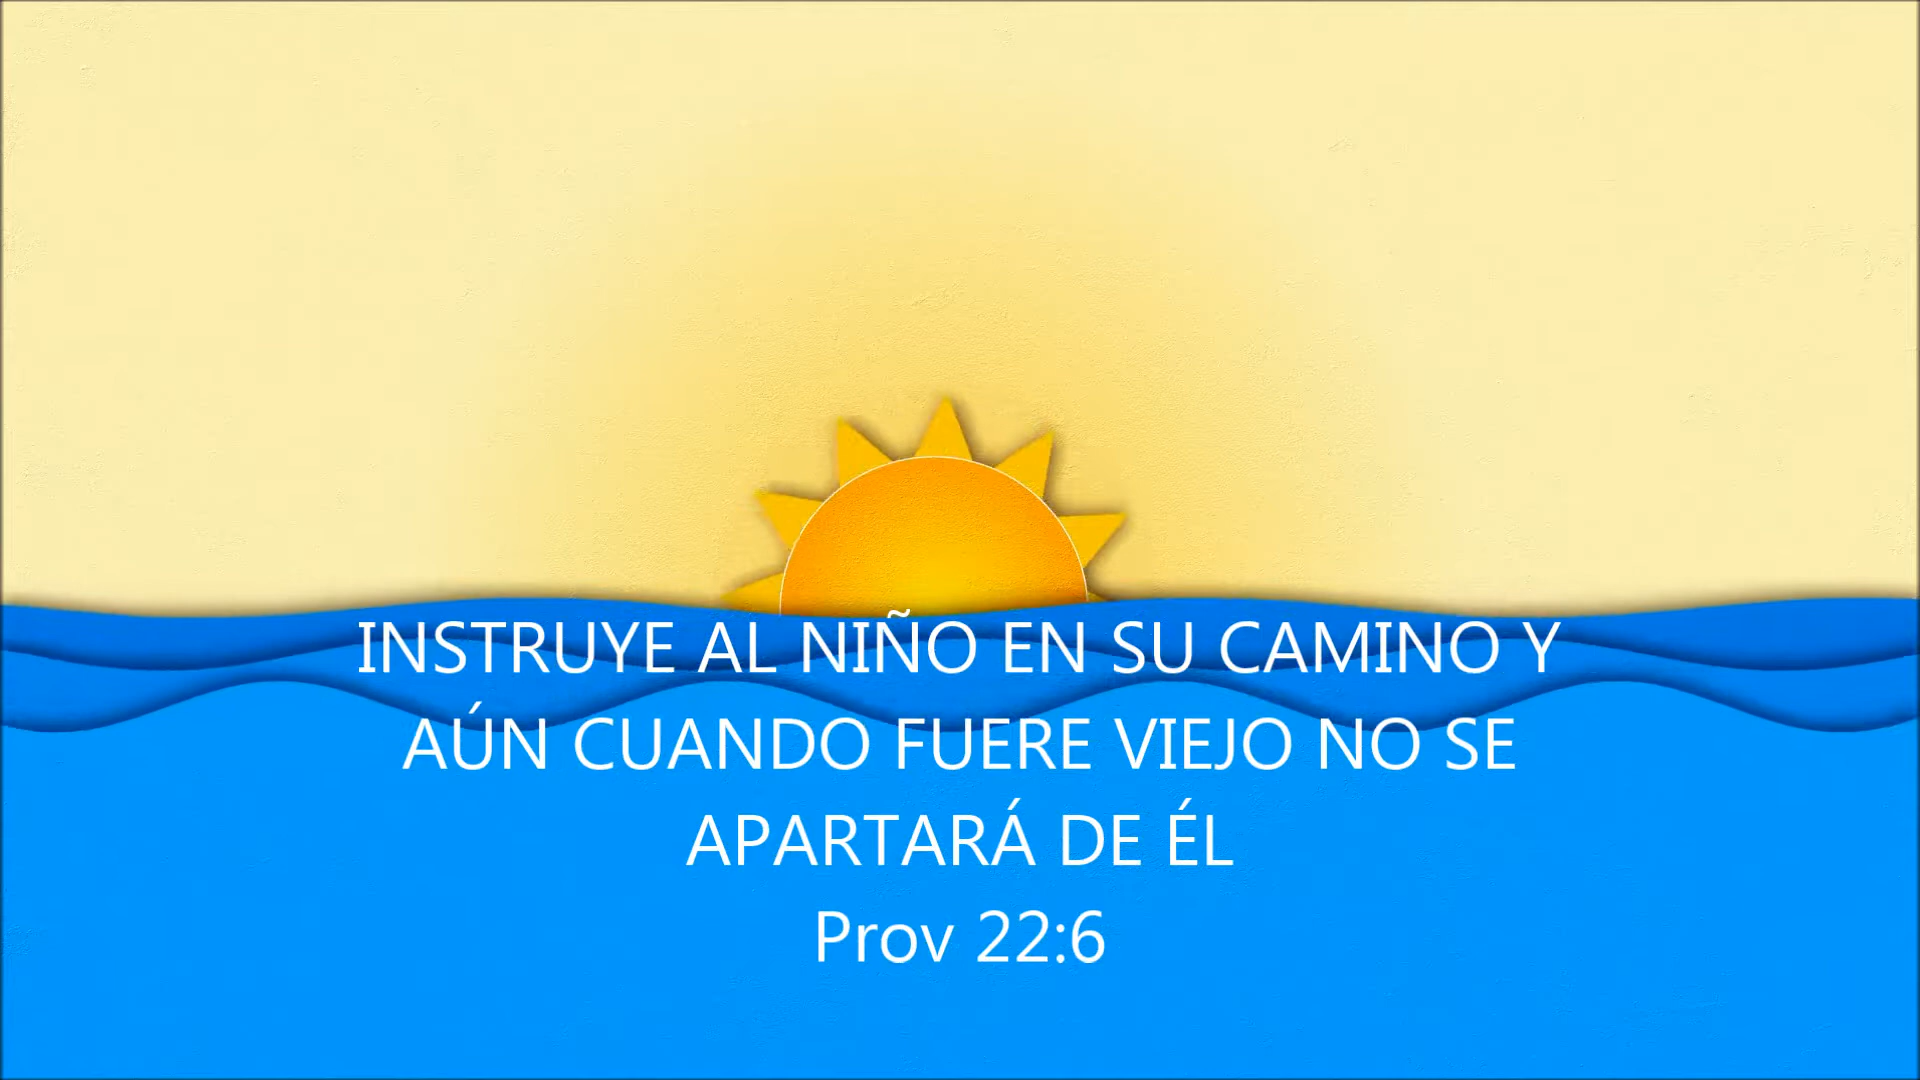 INSTRUYE AL NIÑO EN SU CAMINO Y
AÚN CUANDO FUERE VIEJO NO SE
APARTARÁ DE ÉL
Prov 22:6